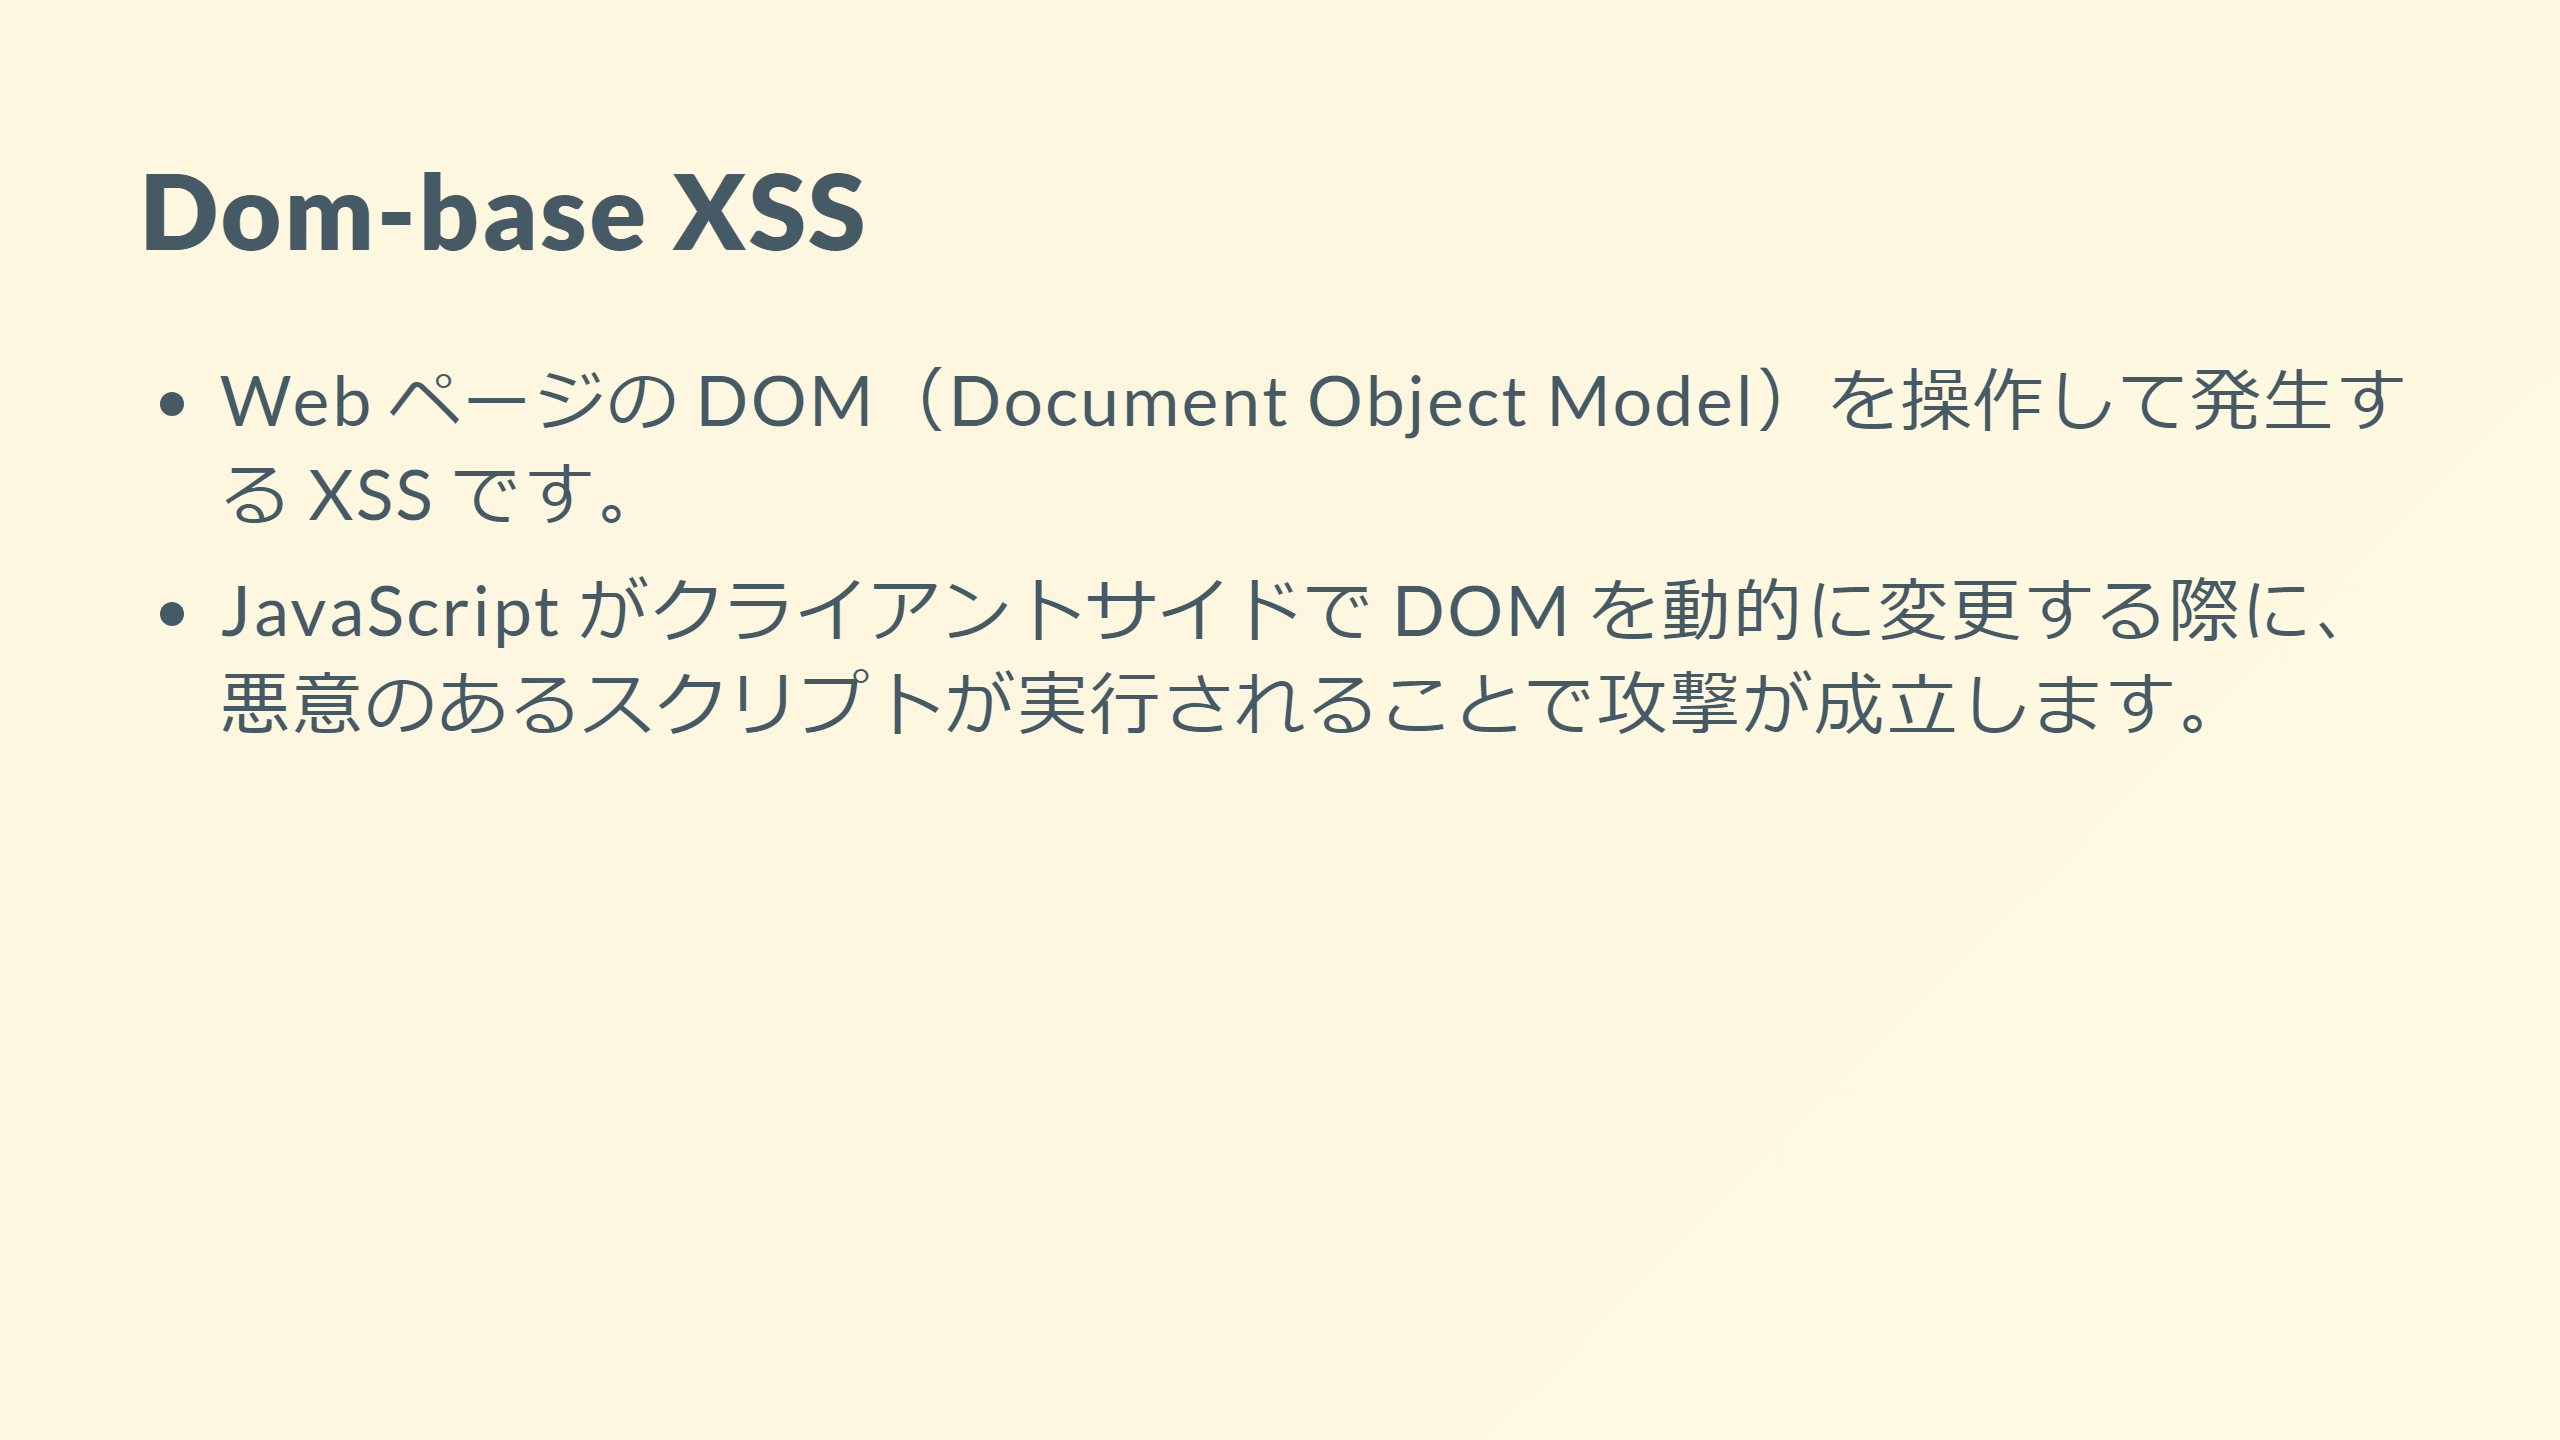 Dom-base XSS
• Web ページの DOM（Document Object Model）を操作して発生す
る XSS です。
• JavaScript がクライアントサイドで DOM を動的に変更する際に、
悪意のあるスクリプトが実行されることで攻撃が成立します。